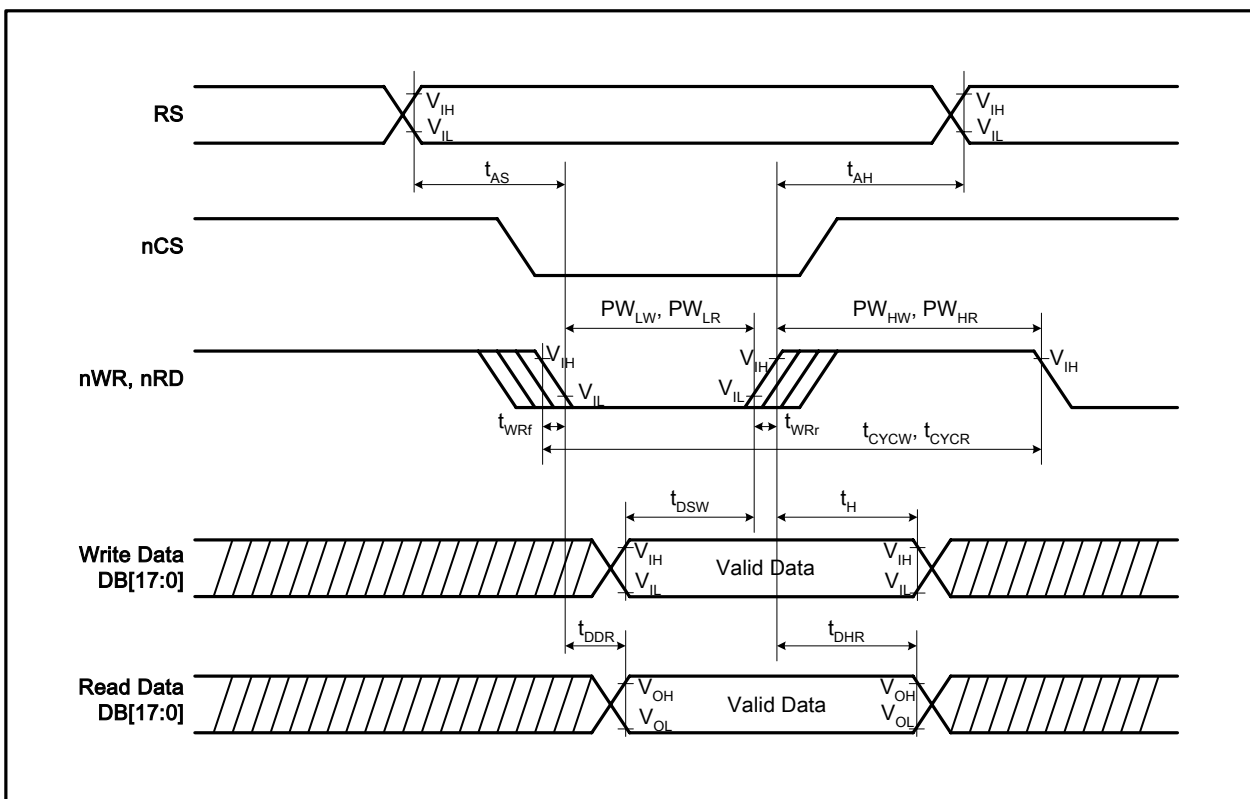 RS
V_IH
V_IL
V_IH
V_IL
t_AS
t_AH
nCS
PW_LW, PW_LR
PW_HW, PW_HR
nWR, nRD
V_IH
V_IL
V_IH
V_IL
V_IH
t_WRf
t_WRr
t_CYCW, t_CYCR
t_DSW
t_H
Write Data
DB[17:0]
V_IH
V_IL
Valid Data
V_IH
V_IL
t_DDR
t_DHR
Read Data
DB[17:0]
V_OH
V_OL
Valid Data
V_OH
V_OL